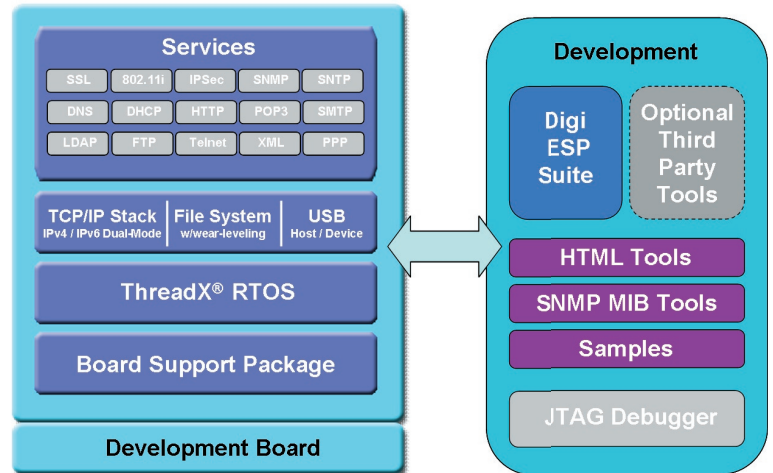 Services
SSL 802.11i IPSec SNMP SNTP
DNS DHCP HTTP POP3 SMTP
LDAP FTP Telnet XML PPP
TCP/IP Stack
IPv4 / IPv6 Dual-Mode
File System
w/wear-leveling
USB
Host / Device
ThreadX® RTOS
Board Support Package
Development Board
Development
Digi
ESP
Suite
Optional
Third
Party
Tools
HTML Tools
SNMP MIB Tools
Samples
JTAG Debugger